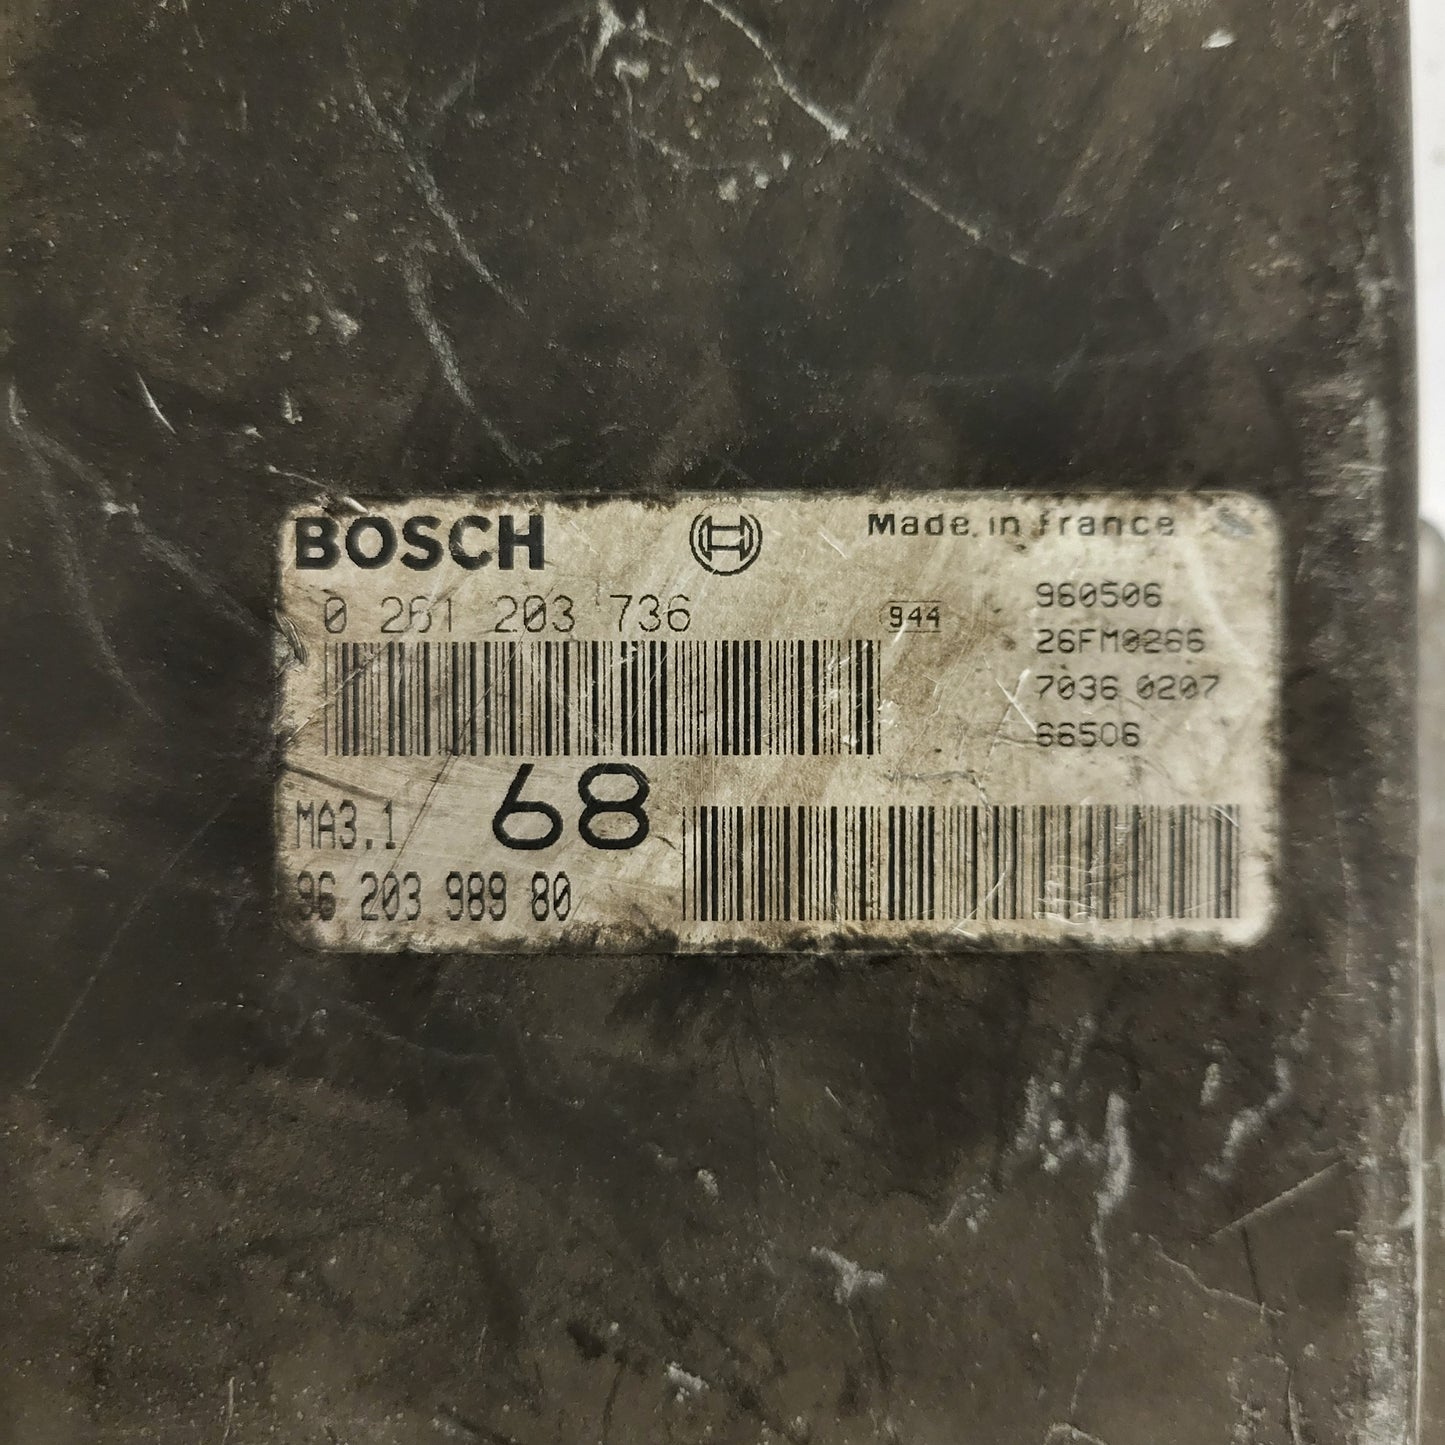 BOSCH
Made in France
0 261 203 736
944
960506
26FM0266
7036 0207
66506
MA3.1
68
96 203 989 80